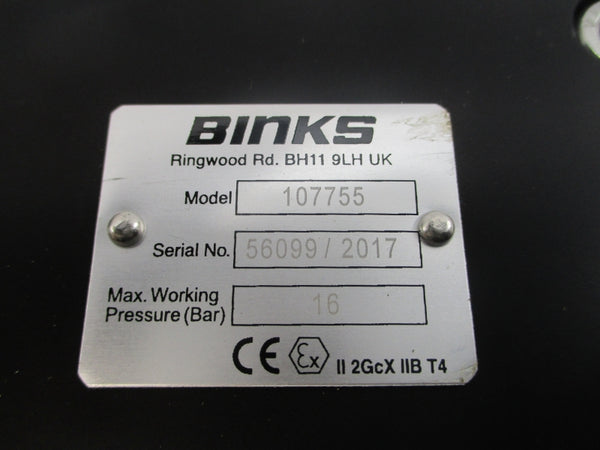 BINKS
Ringwood Rd. BH11 9LH UK
Model 107755
Serial No. 56099 / 2017
Max. Working
Pressure (Bar) 16
CE Ex II 2GcX IIB T4